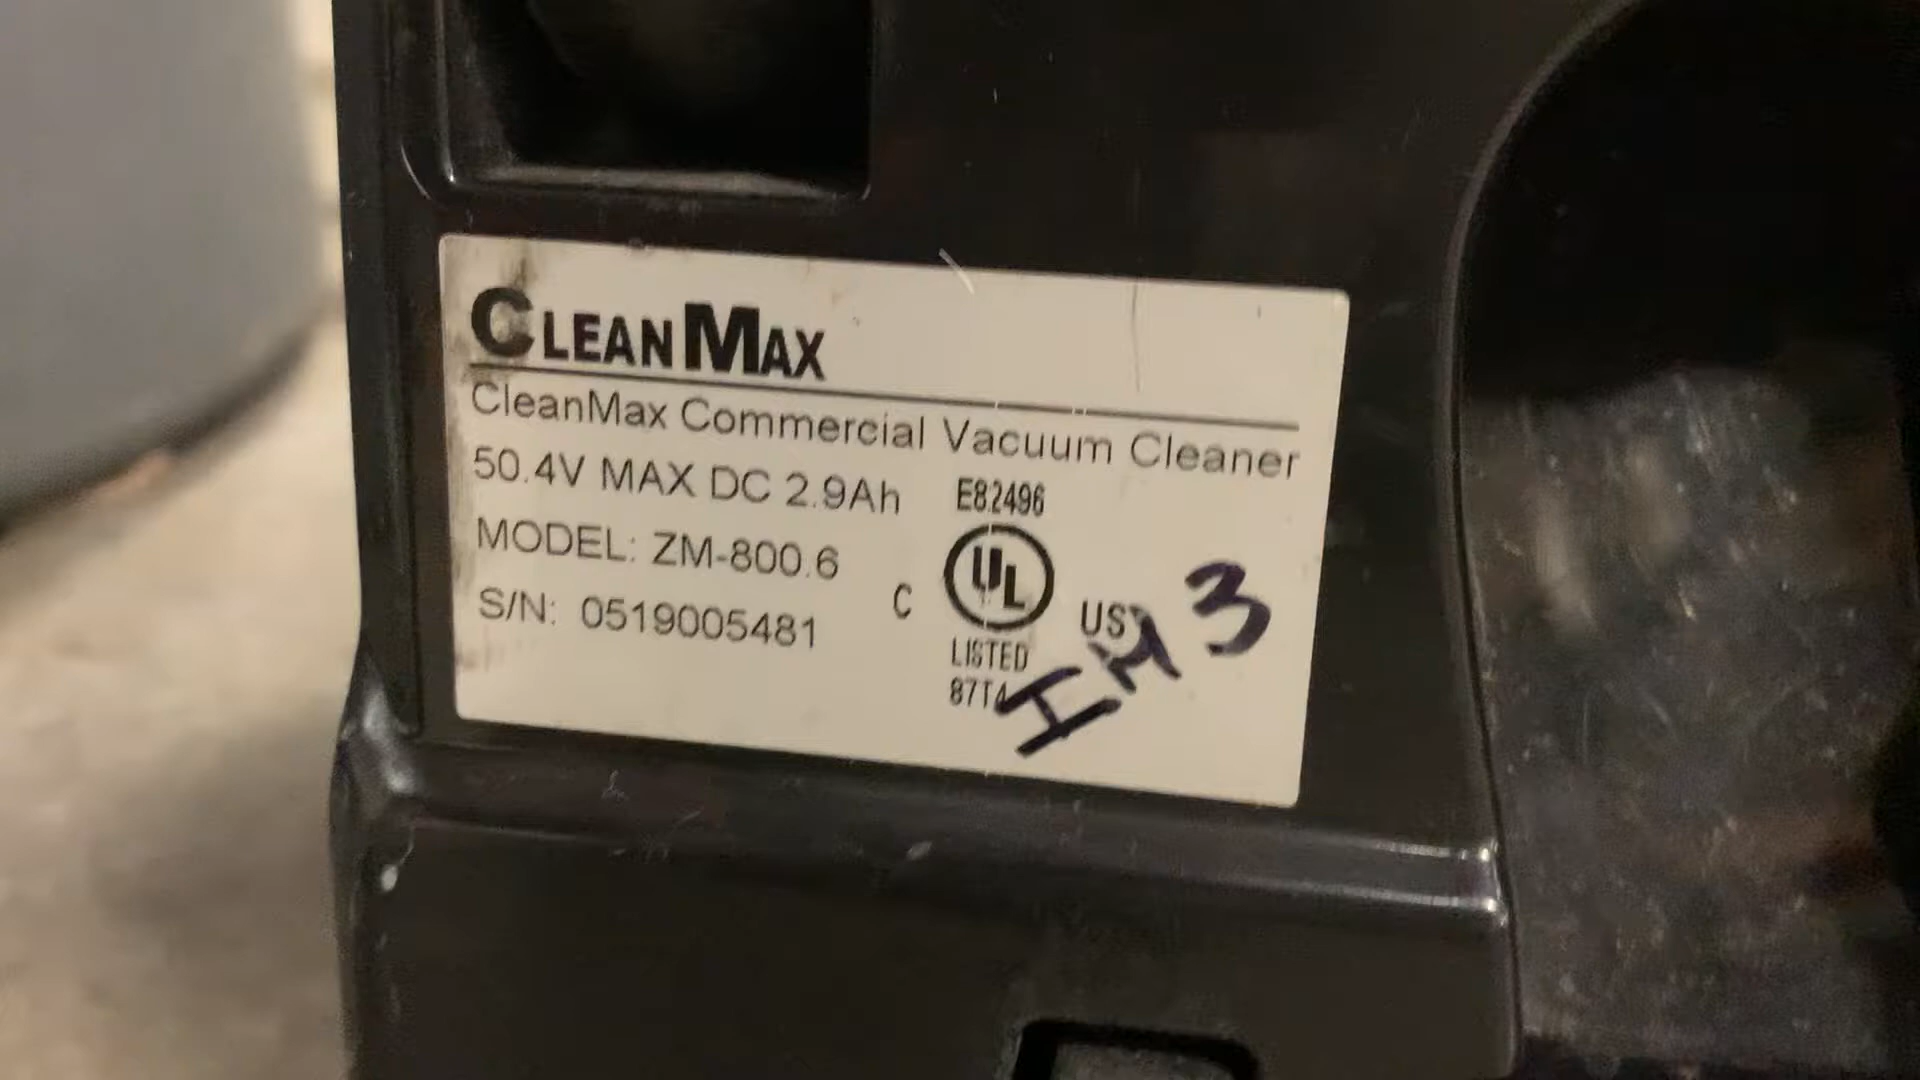 CLEANMAX
CleanMax Commercial Vacuum Cleaner
50.4V MAX DC 2.9Ah
E82496
MODEL: ZM-800.6
S/N: 0519005481
C UL US
LISTED
87T4
3